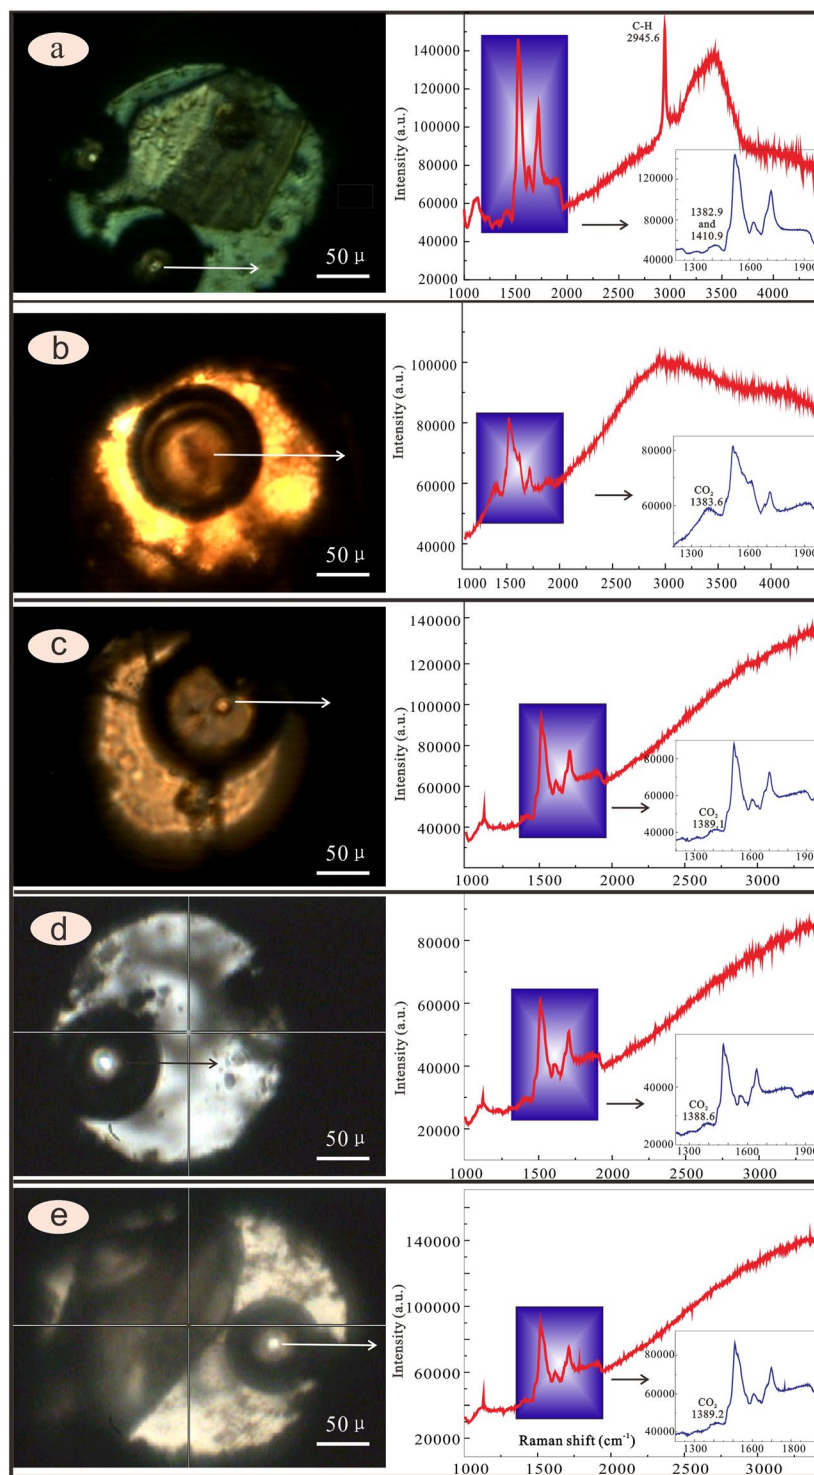 a
50 μ
Intensity (a.u.)
140000
120000
100000
80000
60000
40000
20000
1000 1500 2000 2500 3000 3500 4000
C-H
2945.6
120000
80000
40000
1382.9
and
1410.9
1300 1600 1900
b
50 μ
Intensity (a.u.)
100000
80000
60000
40000
1000 1500 2000 2500 3000 3500 4000
80000
60000
CO₂
1383.6
1300 1600 1900
c
50 μ
Intensity (a.u.)
140000
120000
100000
80000
60000
40000
1000 1500 2000 2500 3000
80000
60000
40000
CO₂
1389.1
1300 1600 1900
d
50 μ
Intensity (a.u.)
80000
60000
40000
20000
1000 1500 2000 2500 3000
40000
20000
CO₂
1388.6
1300 1600 1900
e
50 μ
Intensity (a.u.)
140000
100000
60000
20000
Raman shift (cm⁻¹)
1000 1500 2000 2500 3000
80000
40000
CO₂
1389.2
1300 1600 1800